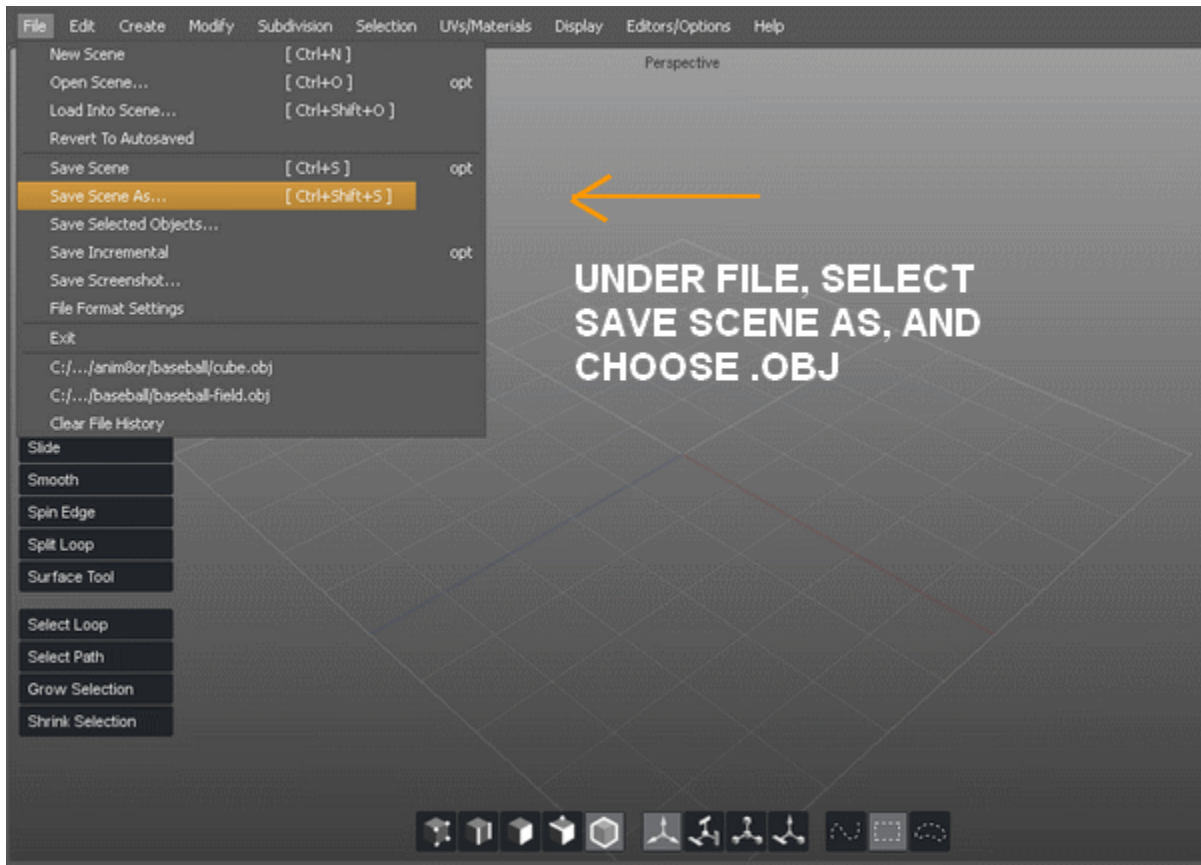 File Edit Create Modify Subdivision Selection UVs/Materials Display Editors/Options Help
Perspective
New Scene [ Ctrl+N ]
Open Scene... [ Ctrl+O ] opt
Load Into Scene... [ Ctrl+Shift+O ]
Revert To Autosaved
Save Scene [ Ctrl+S ] opt
Save Scene As... [ Ctrl+Shift+S ]
Save Selected Objects...
Save Incremental opt
Save Screenshot...
File Format Settings
Exit
C:/.../anim8or/baseball/cube.obj
C:/.../baseball/baseball-field.obj
Clear File History
UNDER FILE, SELECT
SAVE SCENE AS, AND
CHOOSE .OBJ
Slide
Smooth
Spin Edge
Split Loop
Surface Tool
Select Loop
Select Path
Grow Selection
Shrink Selection